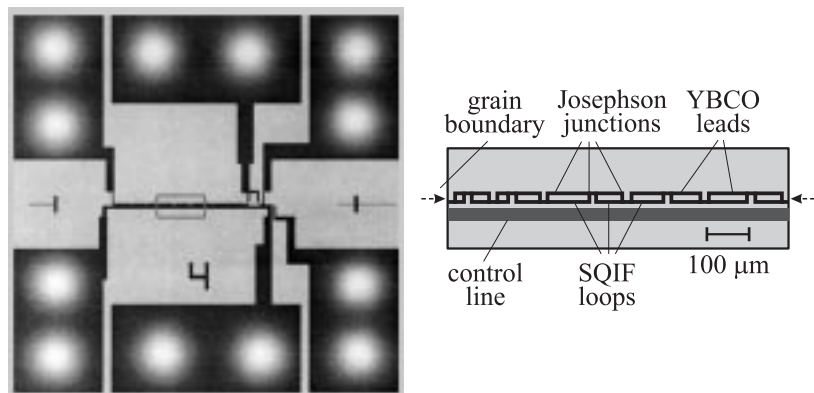 4
grain
boundary
Josephson
junctions
YBCO
leads
control
line
SQIF
loops
100 μm